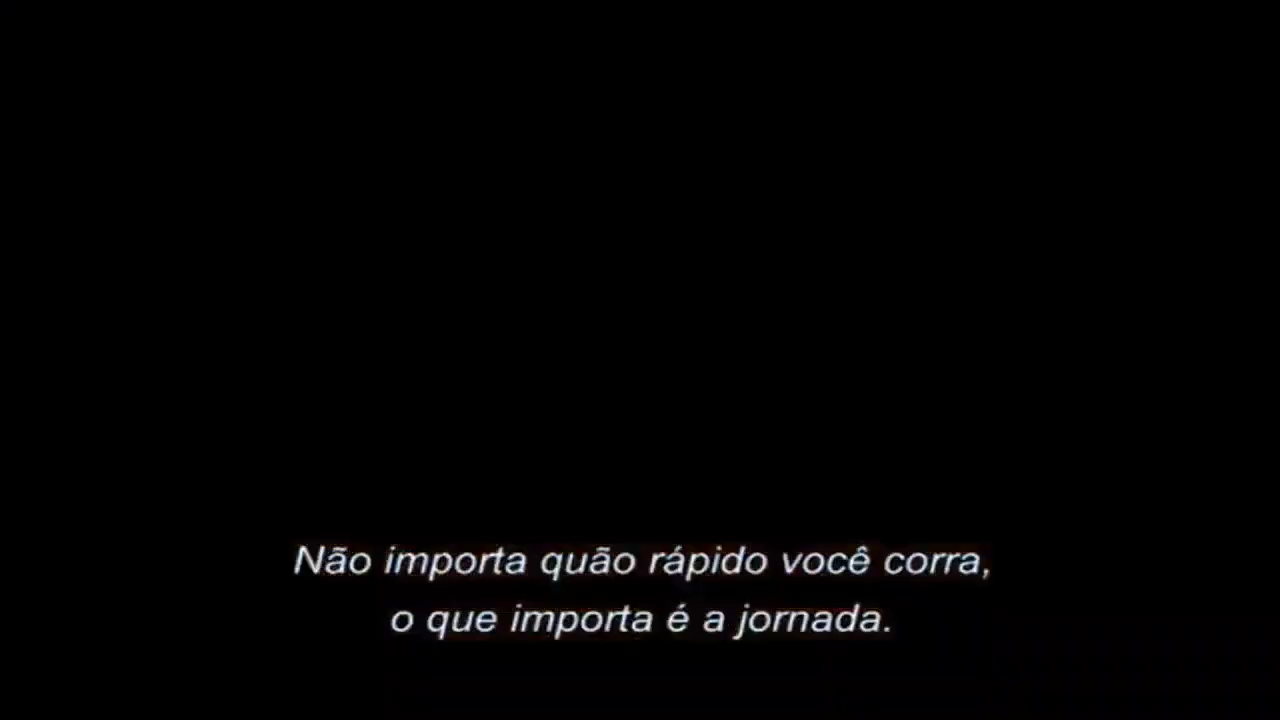 Não importa quão rápido você corra,
o que importa é a jornada.